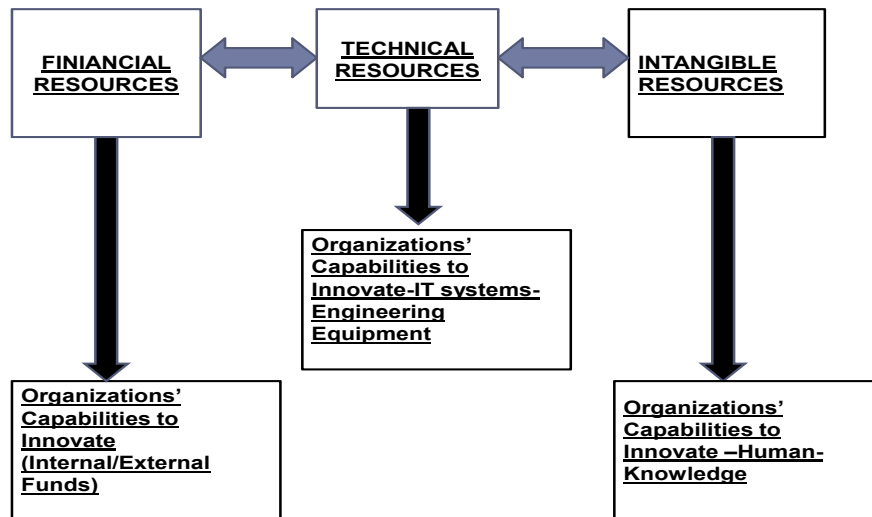 FINIANCIAL
RESOURCES
TECHNICAL
RESOURCES
INTANGIBLE
RESOURCES
Organizations’
Capabilities to
Innovate-IT systems-
Engineering
Equipment
Organizations’
Capabilities to
Innovate
(Internal/External
Funds)
Organizations’
Capabilities to
Innovate –Human-
Knowledge